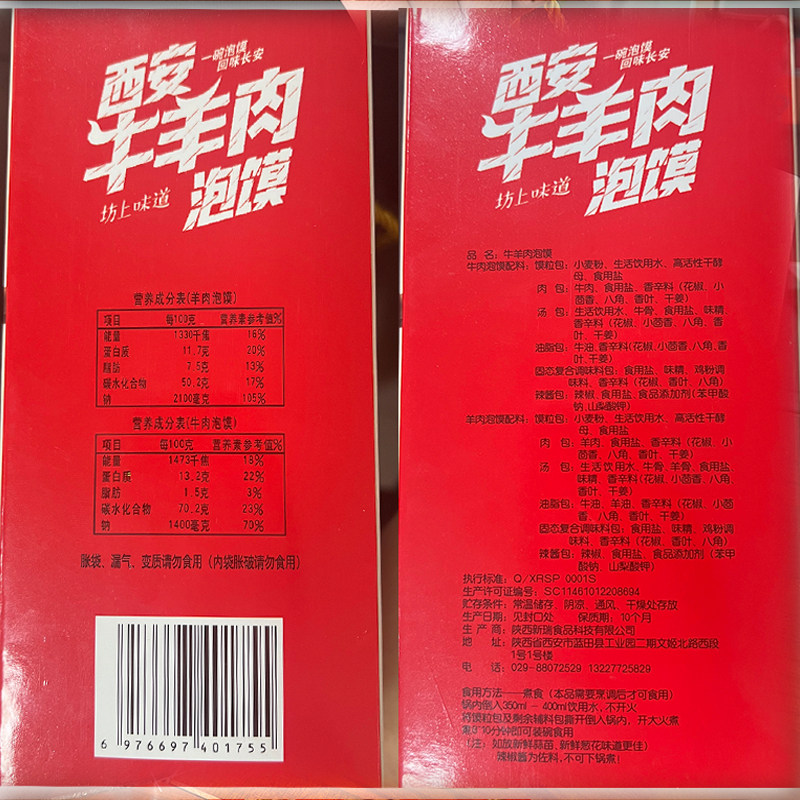 西安
一碗泡馍
回味长安
牛羊肉
坊上味道
泡馍
营养成分表(羊肉泡馍)
项目 每100克 营养素参考值%
能量 1330千焦 16%
蛋白质 11.7克 20%
脂肪 7.5克 13%
碳水化合物 50.2克 17%
钠 2100毫克 105%
营养成分表(牛肉泡馍)
项目 每100克 营养素参考值%
能量 1473千焦 18%
蛋白质 13.2克 22%
脂肪 1.5克 3%
碳水化合物 70.2克 23%
钠 1400毫克 70%
胀袋、漏气、变质请勿食用（内袋胀破请勿食用）
6 976697 401755
西安
一碗泡馍
回味长安
牛羊肉
坊上味道
泡馍
品 名：牛羊肉泡馍
牛肉泡馍配料：馍粒包：小麦粉、生活饮用水、高活性干酵
母、食用盐
肉 包：牛肉、食用盐、香辛料（花椒、小
茴香、八角、香叶、干姜）
汤 包：生活饮用水、牛骨、食用盐、味精、
香辛料（花椒、小茴香、八角、香
叶、干姜）
油脂包：牛油、香辛料（花椒、小茴香、八角、香
叶、干姜）
固态复合调味料包：食用盐、味精、鸡粉调
味料、香辛料（花椒、香叶、八角）
辣酱包：辣椒、食用盐、食品添加剂（苯甲酸
钠、山梨酸钾）
羊肉泡馍配料：馍粒包：小麦粉、生活饮用水、高活性干酵
母、食用盐
肉 包：羊肉、食用盐、香辛料（花椒、小
茴香、八角、香叶、干姜）
汤 包：生活饮用水、牛骨、羊骨、食用盐、
味精、香辛料（花椒、小茴香、八角、
香叶、干姜）
油脂包：牛油、羊油、香辛料（花椒、小茴
香、八角、香叶、干姜）
固态复合调味料包：食用盐、味精、鸡粉调
味料、香辛料（花椒、香叶、八角）
辣酱包：辣椒、食用盐、食品添加剂（苯甲
酸钠、山梨酸钾）
执行标准：Q/XRSP 0001S
生产许可证编号：SC11461012208694
贮存条件：常温储存、阴凉、通风、干燥处存放
生产日期：见封口处 保质期：10个月
生 产 商：陕西新瑞食品科技有限公司
地 址：陕西省西安市蓝田县工业园二期文姬北路西段
1号1号楼
电 话：029-88072529 13227725829
食用方法——煮食（本品需要烹调后才可食用）
锅内倒入350ml - 400ml饮用水，不开火
将馍粒包及剩余辅料包撕开倒入锅内，开大火煮
沸3-10分钟即可装碗食用
（注：如放新鲜蒜苗，新鲜葱花味道更佳）
辣椒酱为佐料，不可下锅煮！